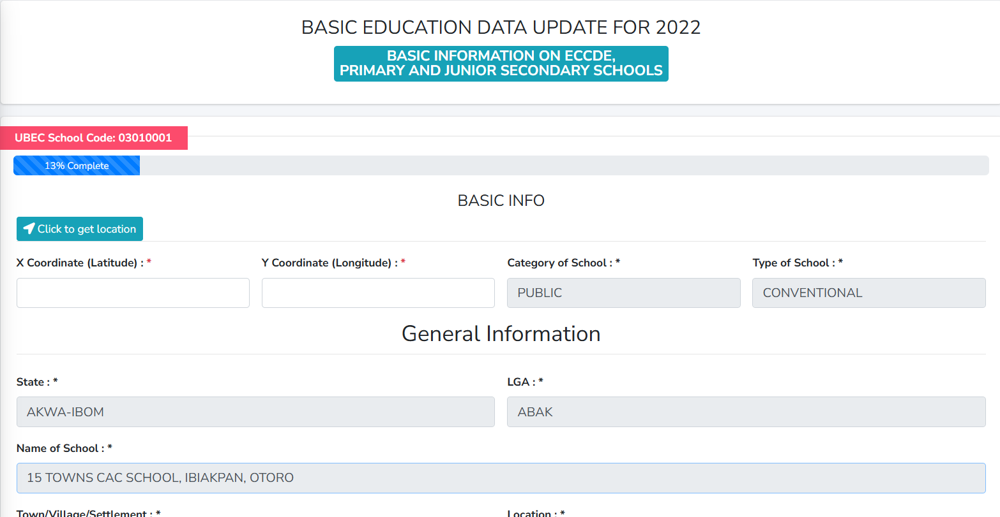 BASIC EDUCATION DATA UPDATE FOR 2022
BASIC INFORMATION ON ECCDE,
PRIMARY AND JUNIOR SECONDARY SCHOOLS
UBEC School Code: 03010001
13% Complete
BASIC INFO
Click to get location
X Coordinate (Latitude) : *
Y Coordinate (Longitude) : *
Category of School : *
Type of School : *
PUBLIC
CONVENTIONAL
General Information
State : *
LGA : *
AKWA-IBOM
ABAK
Name of School : *
15 TOWNS CAC SCHOOL, IBIAKPAN, OTORO
Town/Village/Settlement : *
Location : *